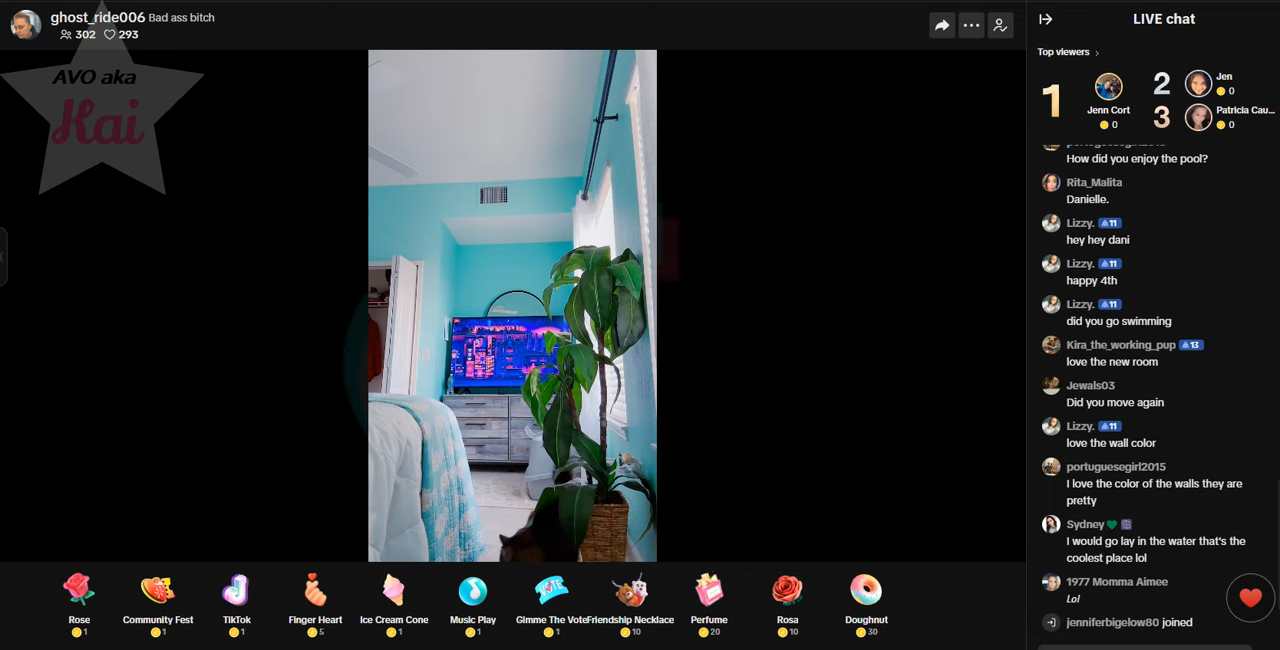 ghost_ride006 Bad ass bitch
302 293
AVO aka
Kai
LIVE chat
Top viewers
1
Jenn Cort
0
2
Jen
0
3
Patricia Cau...
0
How did you enjoy the pool?
Rita_Malita
Danielle.
Lizzy. 11
hey hey dani
Lizzy. 11
happy 4th
Lizzy. 11
did you go swimming
Kira_the_working_pup 13
love the new room
Jewals03
Did you move again
Lizzy. 11
love the wall color
portuguesegirl2015
I love the color of the walls they are
pretty
Sydney
I would go lay in the water that's the
coolest place lol
1977 Momma Aimee
Lol
jenniferbigelow80 joined
VOTE
Rose
1
Community Fest
1
TikTok
1
Finger Heart
5
Ice Cream Cone
1
Music Play
1
Gimme The Vote
1
Friendship Necklace
10
Perfume
20
Rosa
10
Doughnut
30